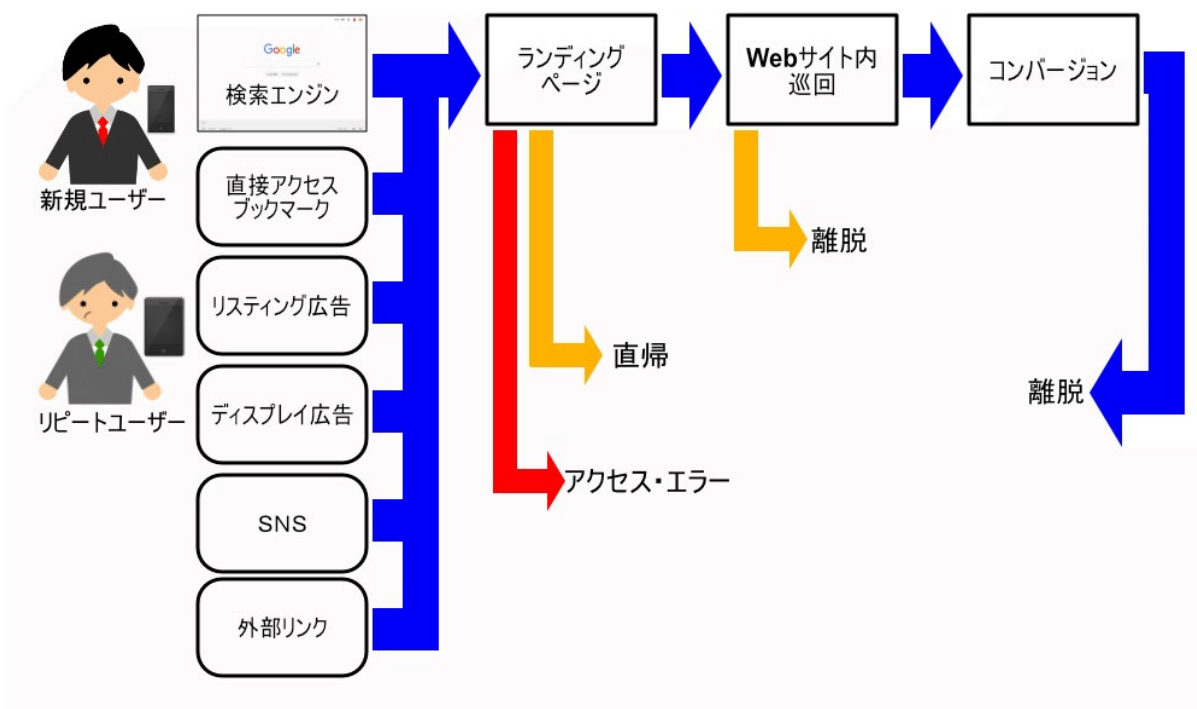 Google
検索エンジン
新規ユーザー
リピートユーザー
直接アクセス
ブックマーク
リスティング広告
ディスプレイ広告
SNS
外部リンク
ランディング
ページ
Webサイト内
巡回
コンバージョン
離脱
直帰
離脱
アクセス・エラー